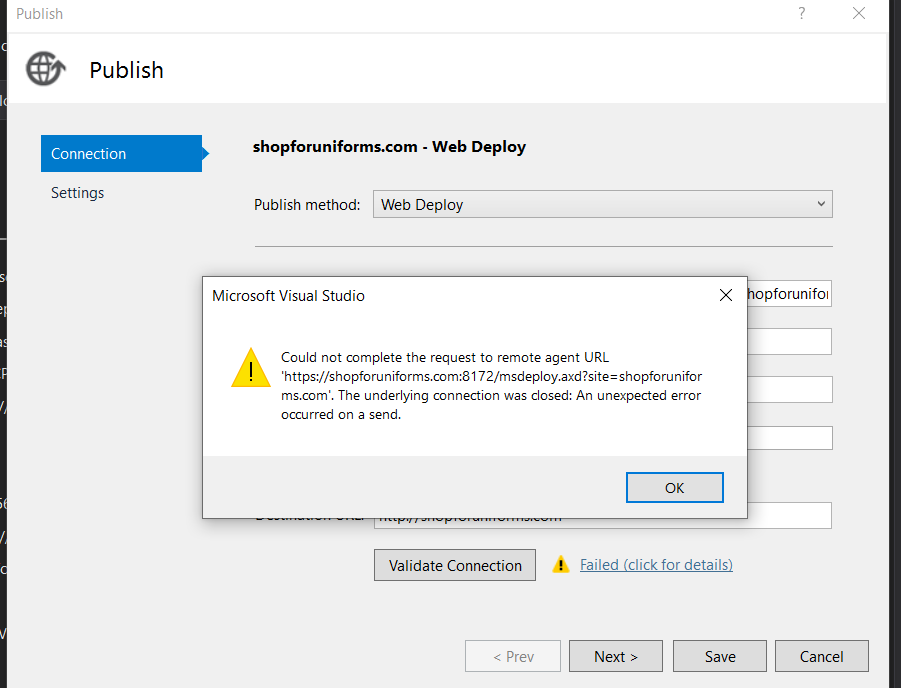 Publish
Publish
Connection
Settings
shopforuniforms.com - Web Deploy
Publish method:
Web Deploy
Microsoft Visual Studio
Could not complete the request to remote agent URL
'https://shopforuniforms.com:8172/msdeploy.axd?site=shopforunifor
ms.com'. The underlying connection was closed: An unexpected error
occurred on a send.
OK
http://shopforuniforms.com
Validate Connection
Failed (click for details)
< Prev
Next >
Save
Cancel